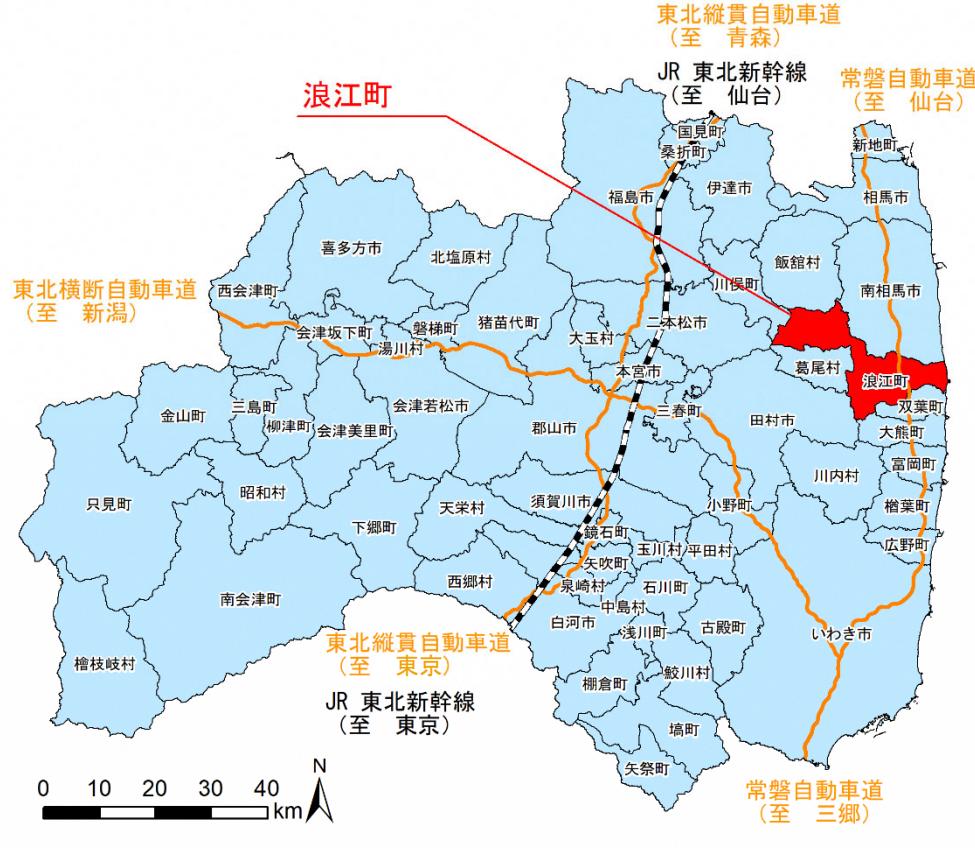 東北縦貫自動車道
（至　青森）
JR 東北新幹線
（至　仙台）
常磐自動車道
（至　仙台）
浪江町
国見町
桑折町
新地町
福島市
伊達市
相馬市
喜多方市
北塩原村
飯舘村
川俣町
南相馬市
東北横断自動車道
（至　新潟）
西会津町
会津坂下町
磐梯町
猪苗代町
湯川村
大玉村
二本松市
葛尾村
浪江町
本宮市
双葉町
金山町
三島町
柳津町
会津若松市
会津美里町
郡山市
三春町
田村市
大熊町
富岡町
只見町
昭和村
川内村
天栄村
須賀川市
小野町
楢葉町
下郷町
鏡石町
玉川村
平田村
広野町
矢吹町
西郷村
泉崎村
石川町
南会津町
中島村
白河市
浅川町
古殿町
いわき市
東北縦貫自動車道
（至　東京）
JR 東北新幹線
（至　東京）
檜枝岐村
棚倉町
鮫川村
塙町
矢祭町
常磐自動車道
（至　三郷）
0 10 20 30 40
km
N